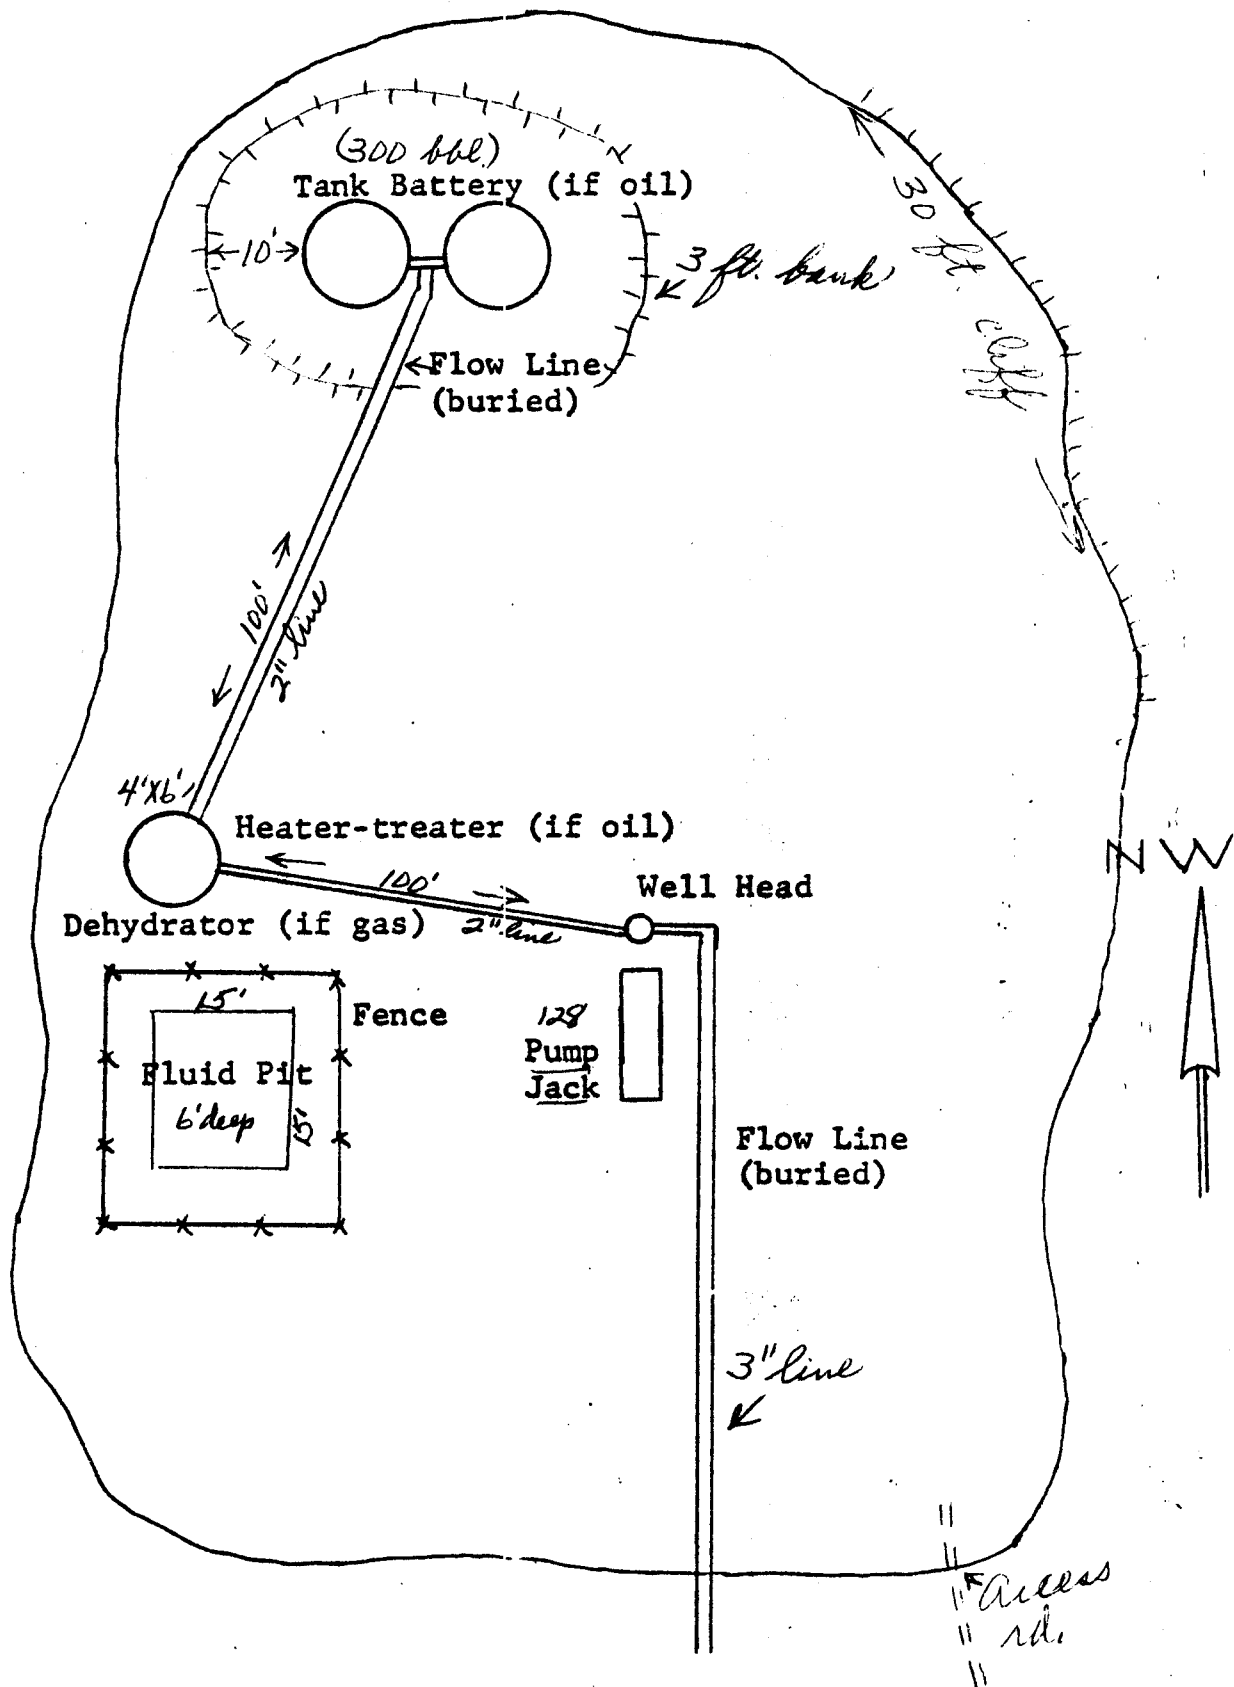 (300 bbl.)
Tank Battery (if oil)
10'
30 ft. cliff
3 ft. bank
Flow Line
(buried)
100'
2" line
4'X6'
Heater-treater (if oil)
100'
Well Head
Dehydrator (if gas)
2" line
N W
15'
Fence
128
Pump
Jack
Fluid Pit
6' deep
15'
Flow Line
(buried)
3" line
access
rd.